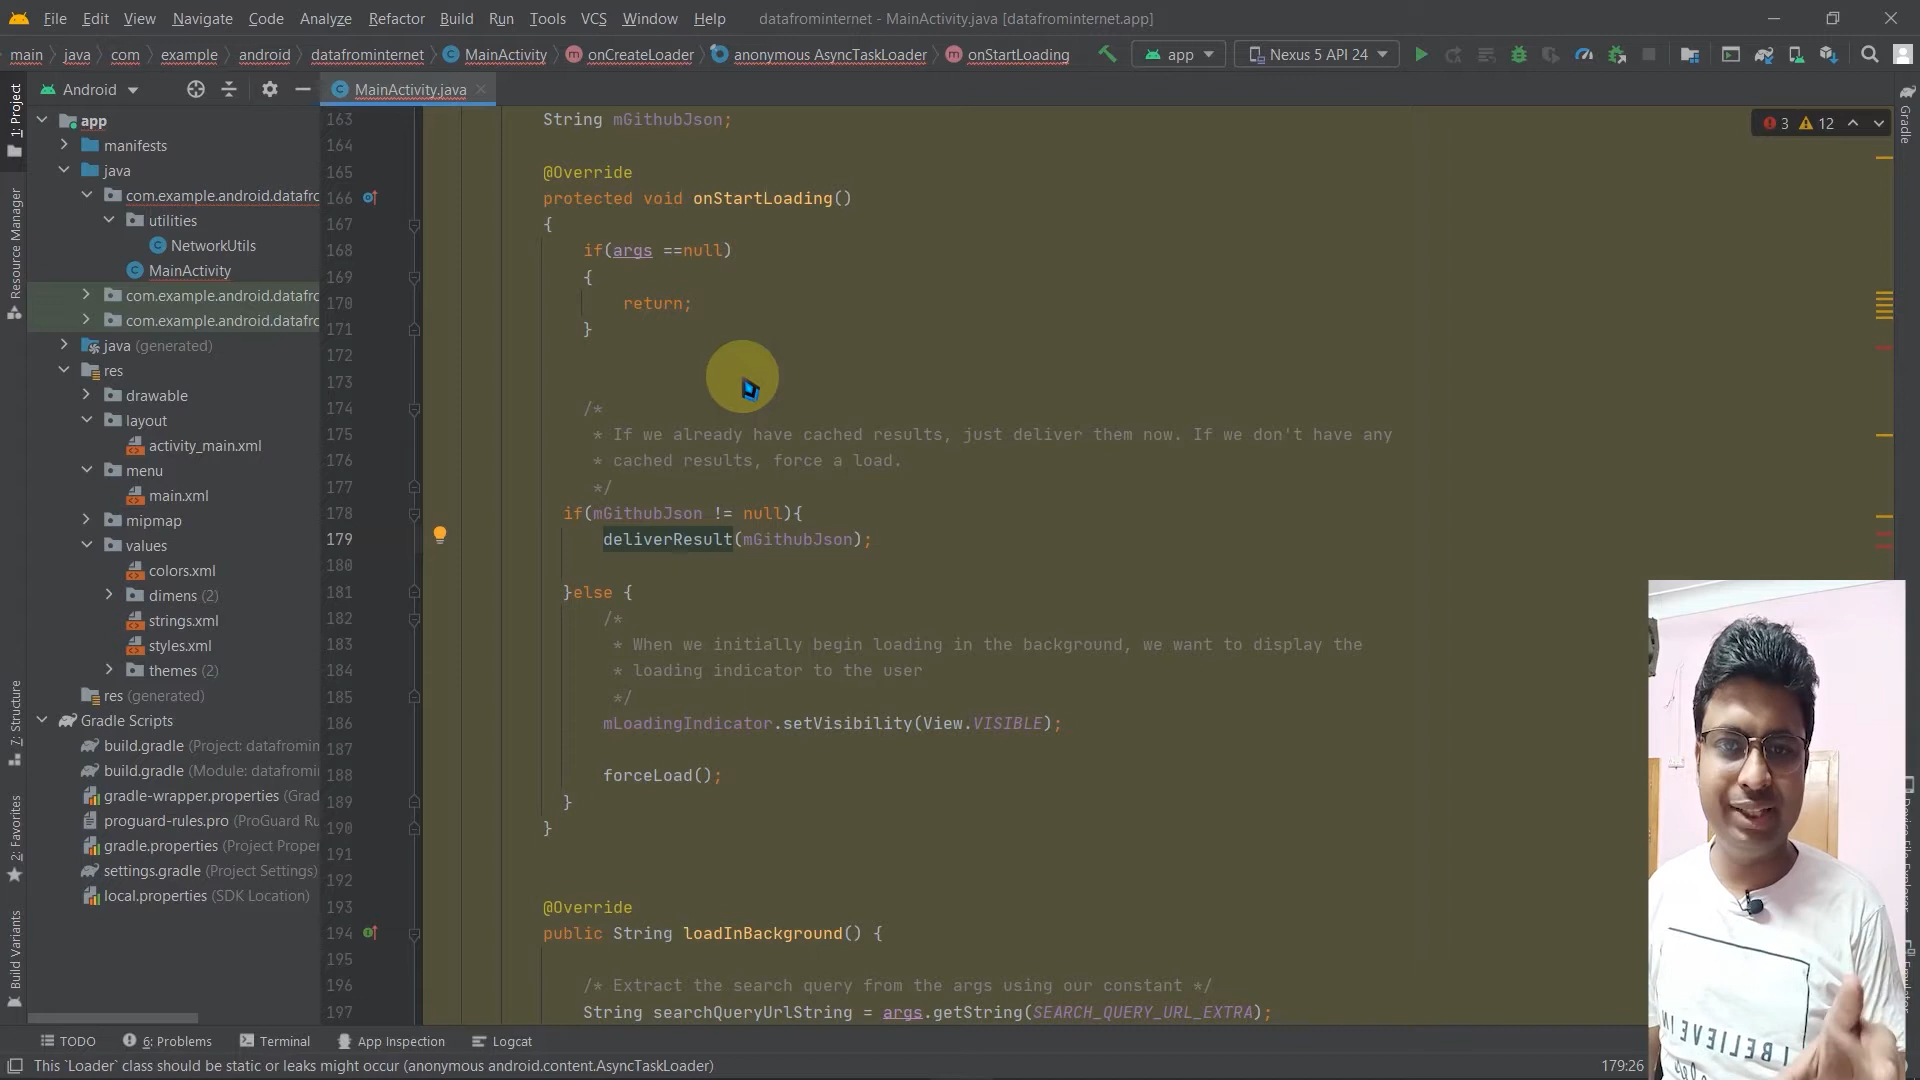 File Edit View Navigate Code Analyze Refactor Build Run Tools VCS Window Help datafrominternet - MainActivity.java [datafrominternet.app]
main java com example android datafrominternet MainActivity onCreateLoader anonymous AsyncTaskLoader onStartLoading app Nexus 5 API 24
Android
MainActivity.java
1: Project
Resource Manager
7: Structure
2: Favorites
Build Variants
app
manifests
java
com.example.android.datafro
utilities
NetworkUtils
MainActivity
com.example.android.datafro
com.example.android.datafro
java (generated)
res
drawable
layout
activity_main.xml
menu
main.xml
mipmap
values
colors.xml
dimens (2)
strings.xml
styles.xml
themes (2)
res (generated)
Gradle Scripts
build.gradle (Project: datafromin
build.gradle (Module: datafromi
gradle-wrapper.properties (Grad
proguard-rules.pro (ProGuard Ru
gradle.properties (Project Proper
settings.gradle (Project Settings)
local.properties (SDK Location)
163 String mGithubJson;
164
165 @Override
166 protected void onStartLoading()
167 {
168 if(args ==null)
169 {
170 return;
171 }
172
173
174 /*
175 * If we already have cached results, just deliver them now. If we don't have any
176 * cached results, force a load.
177 */
178 if(mGithubJson != null){
179 deliverResult(mGithubJson);
180
181 }else {
182 /*
183 * When we initially begin loading in the background, we want to display the
184 * loading indicator to the user
185 */
186 mLoadingIndicator.setVisibility(View.VISIBLE);
187
188 forceLoad();
189 }
190 }
191
192
193 @Override
194 public String loadInBackground() {
195
196 /* Extract the search query from the args using our constant */
197 String searchQueryUrlString = args.getString(SEARCH_QUERY_URL_EXTRA);
3 12
Gradle
I BELIEVE IN
TODO 6: Problems Terminal App Inspection Logcat
This `Loader` class should be static or leaks might occur (anonymous android.content.AsyncTaskLoader) 179:26